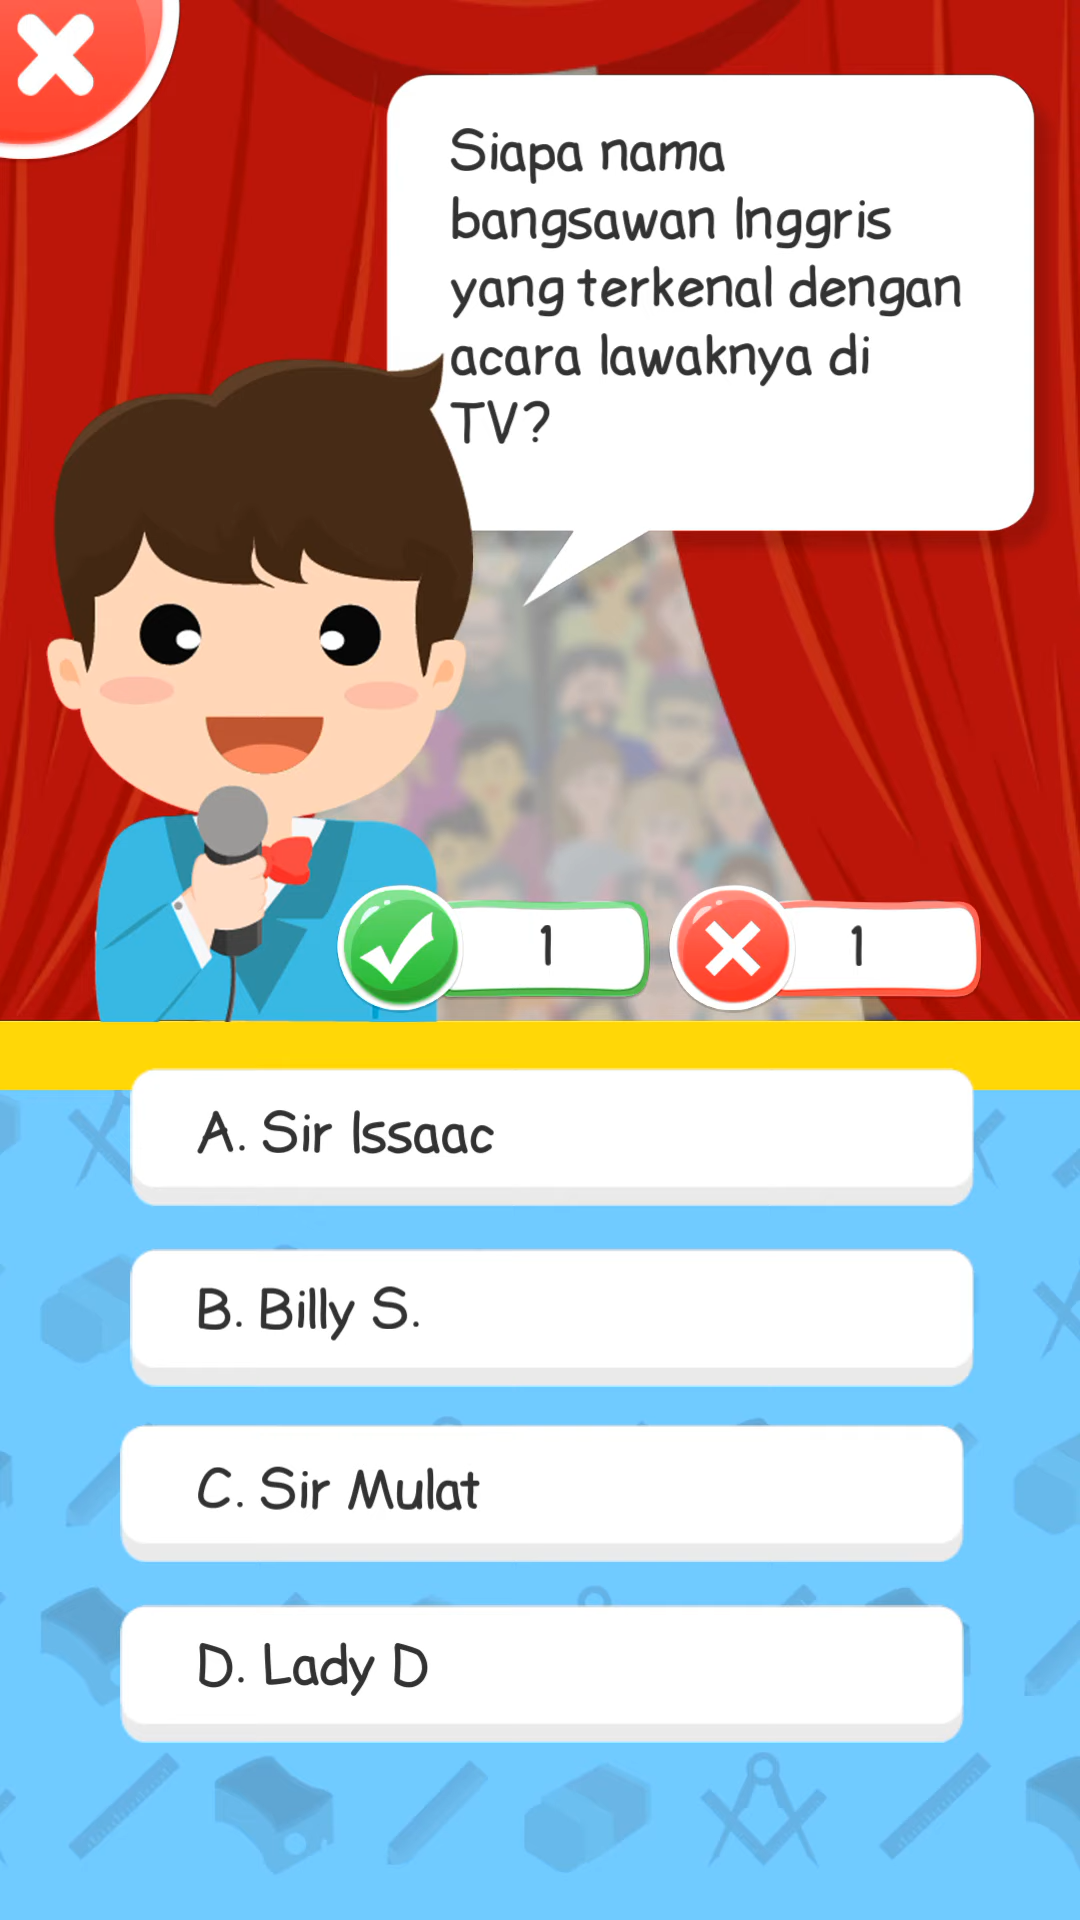 Siapa nama
bangsawan Inggris
yang terkenal dengan
acara lawaknya di
TV?
1
1
A. Sir Issaac
B. Billy S.
C. Sir Mulat
D. Lady D